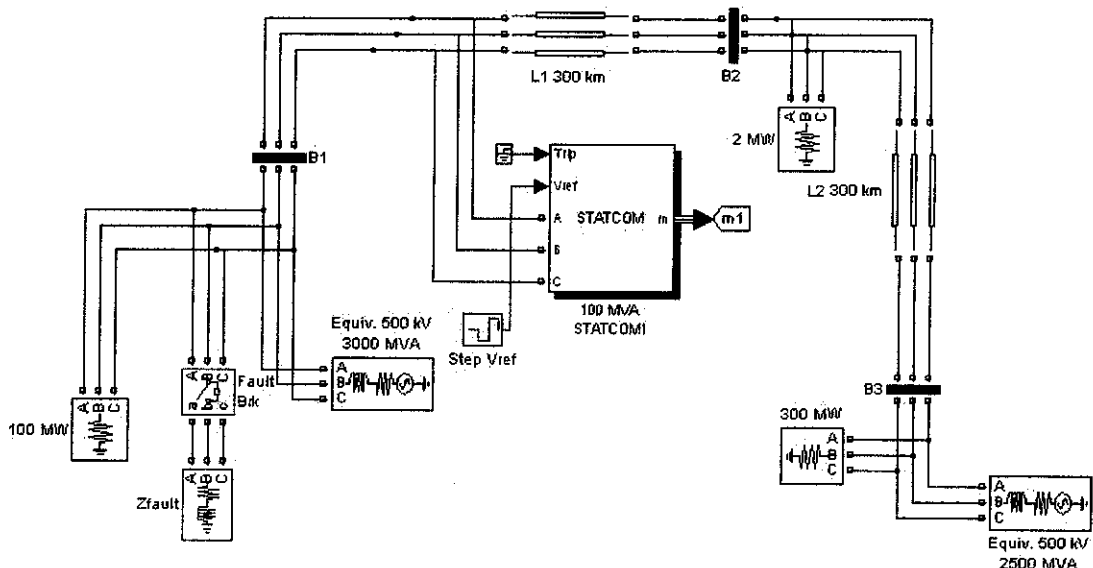 L1 300 km
B2
A B C
2 MW
L2 300 km
B1
Trip
Vref
A
B
C
STATCOM
m
m1
100 MVA
STATCOM1
Step Vref
Equiv. 500 kV
3000 MVA
A
B
C
A B C
Fault
Brk
a b c
A B C
100 MW
A B C
Zfault
B3
300 MW
A
B
C
A
B
C
Equiv. 500 kV
2500 MVA